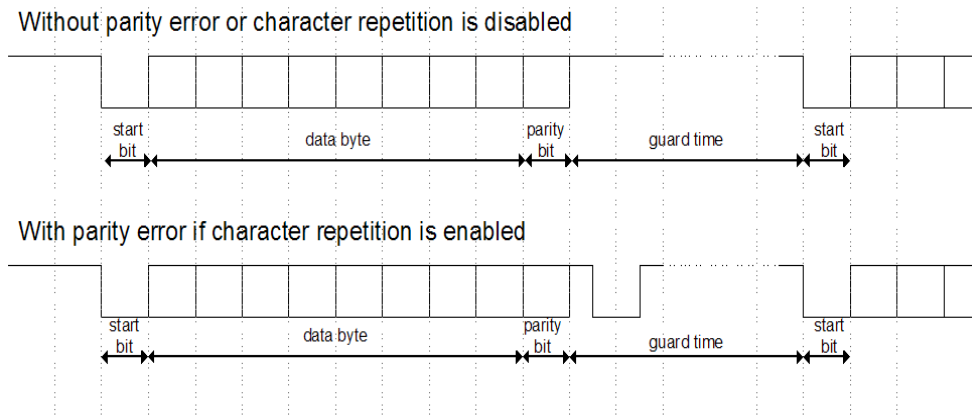 Without parity error or character repetition is disabled
start bit
data byte
parity bit
guard time
start bit
With parity error if character repetition is enabled
start bit
data byte
parity bit
guard time
start bit